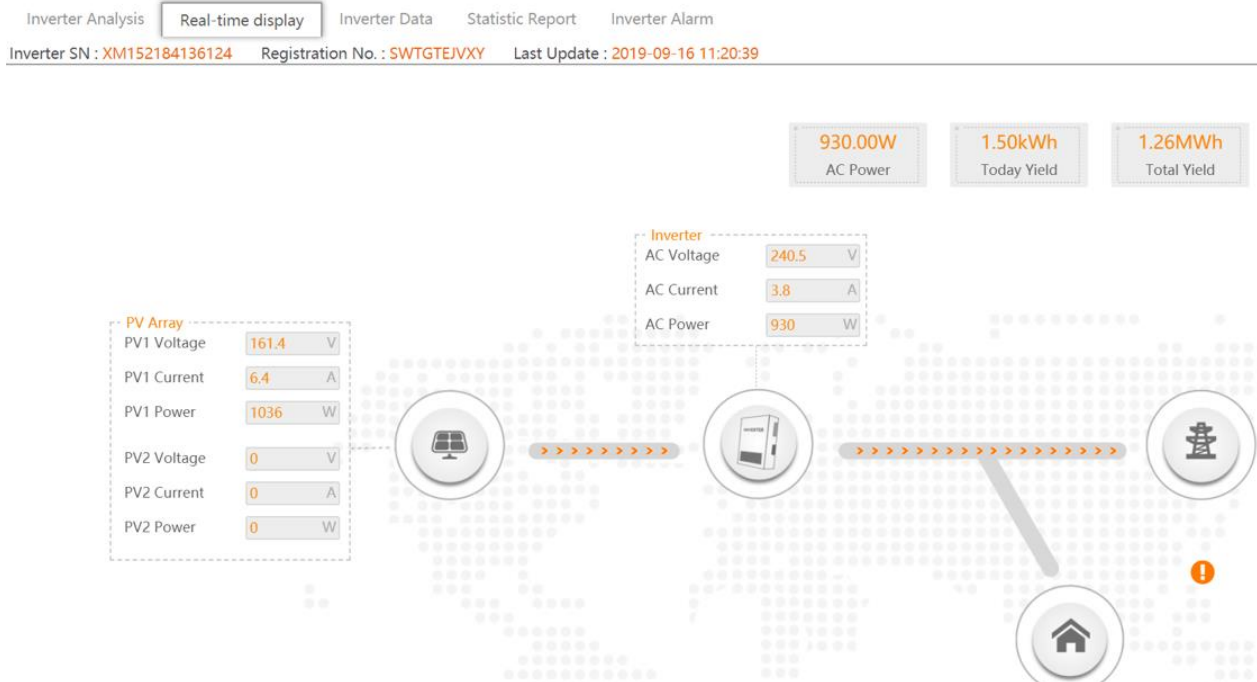 Inverter Analysis Real-time display Inverter Data Statistic Report Inverter Alarm
Inverter SN : XM152184136124 Registration No. : SWTGTEJVXY Last Update : 2019-09-16 11:20:39
930.00W 1.50kWh 1.26MWh
AC Power Today Yield Total Yield
Inverter
AC Voltage 240.5 V
AC Current 3.8 A
AC Power 930 W
PV Array
PV1 Voltage 161.4 V
PV1 Current 6.4 A
PV1 Power 1036 W
PV2 Voltage 0 V
PV2 Current 0 A
PV2 Power 0 W
INVERTER